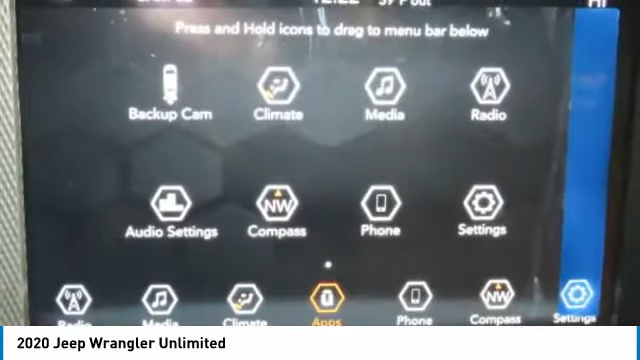 Press and Hold icons to drag to menu bar below
Backup Cam Climate Media Radio
NW
Audio Settings Compass Phone Settings
NW
Radio Media Climate Apps Phone Compass Settings
2020 Jeep Wrangler Unlimited